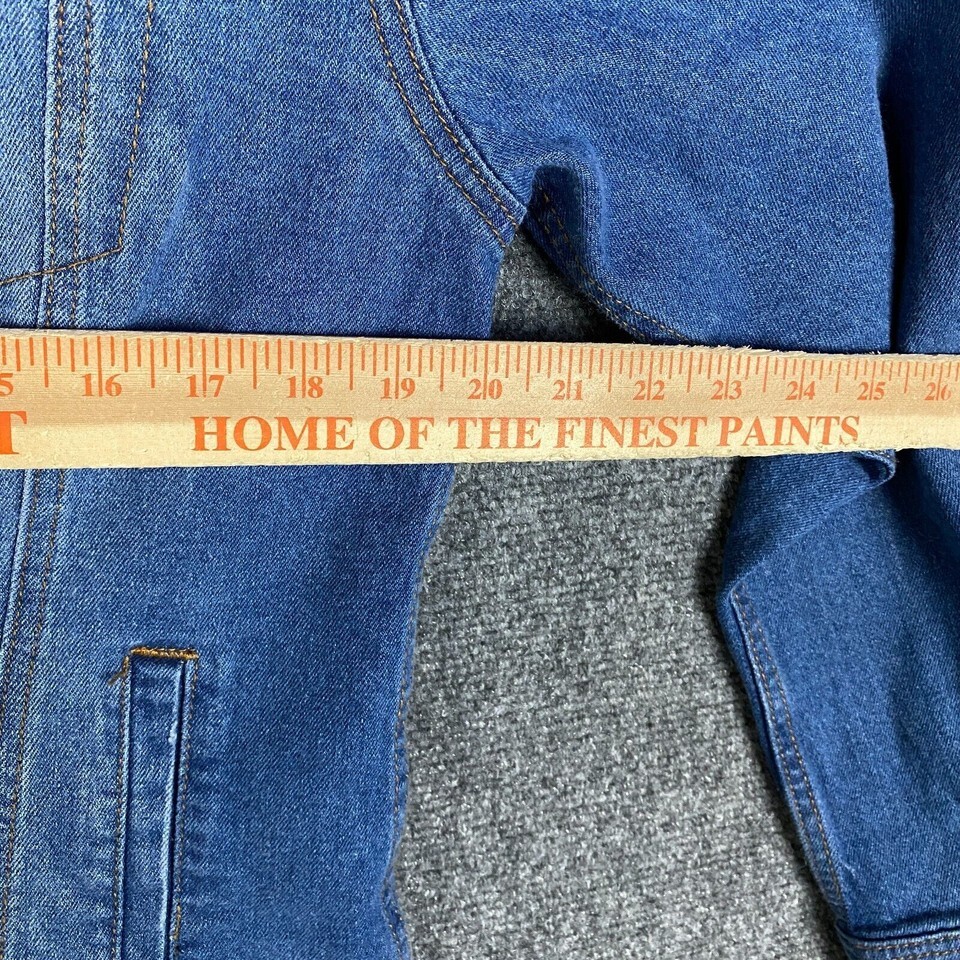 5 16 17 18 19 20 21 22 23 24 25 26
T HOME OF THE FINEST PAINTS